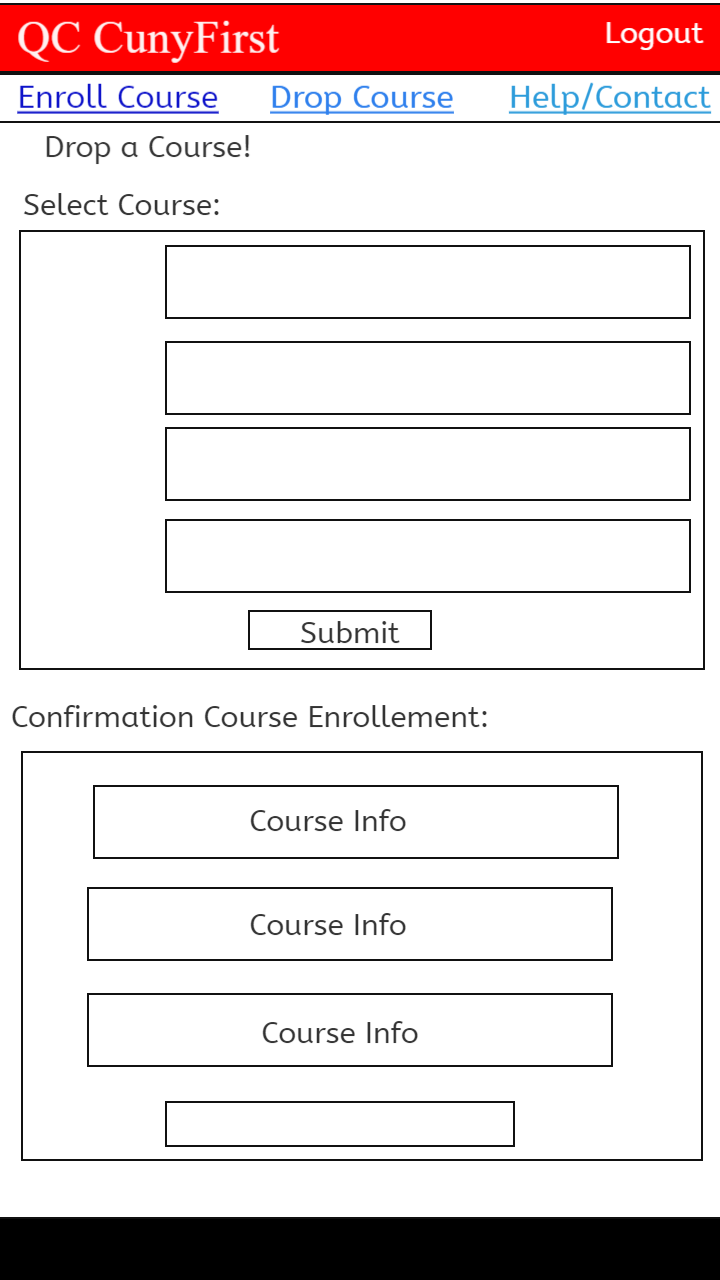 QC CunyFirst Logout
Enroll Course Drop Course Help/Contact
Drop a Course!
Select Course:
Submit
Confirmation Course Enrollement:
Course Info
Course Info
Course Info